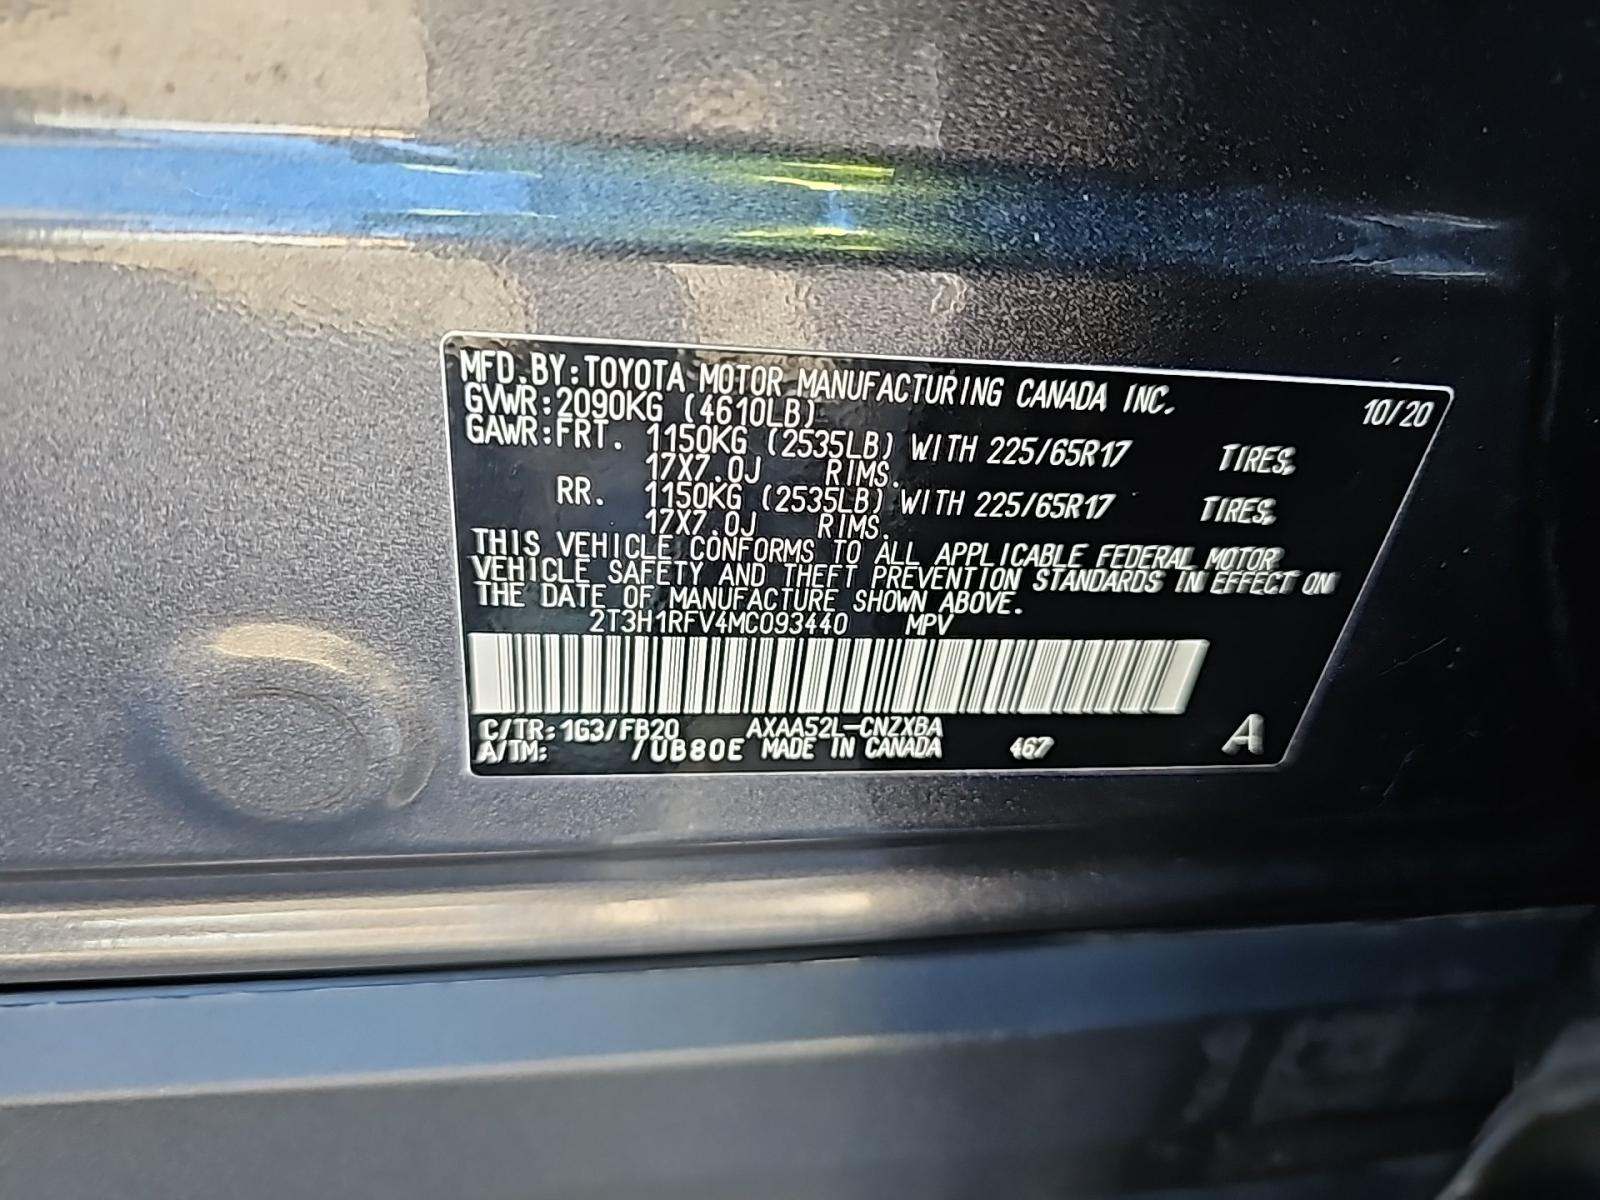 MFD.BY:TOYOTA MOTOR MANUFACTURING CANADA INC. 10/20
GVWR:2090KG (4610LB)
GAWR:FRT. 1150KG (2535LB) WITH 225/65R17 TIRES,
17X7.0J RIMS.
RR. 1150KG (2535LB) WITH 225/65R17 TIRES,
17X7.0J RIMS.
THIS VEHICLE CONFORMS TO ALL APPLICABLE FEDERAL MOTOR
VEHICLE SAFETY AND THEFT PREVENTION STANDARDS IN EFFECT ON
THE DATE OF MANUFACTURE SHOWN ABOVE.
2T3H1RFV4MC093440 MPV
C/TR:1G3/FB20 AXAA52L-CNZXBA
A/TM: /UB80E MADE IN CANADA 467 A